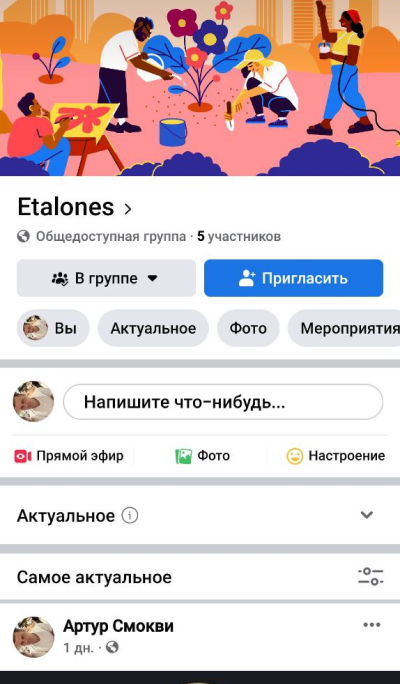 Etalones
Общедоступная группа · 5 участников
В группе
Пригласить
Вы
Актуальное
Фото
Мероприятия
Напишите что-нибудь...
Прямой эфир
Фото
Настроение
Актуальное
Самое актуальное
Артур Смокви
1 дн. ·